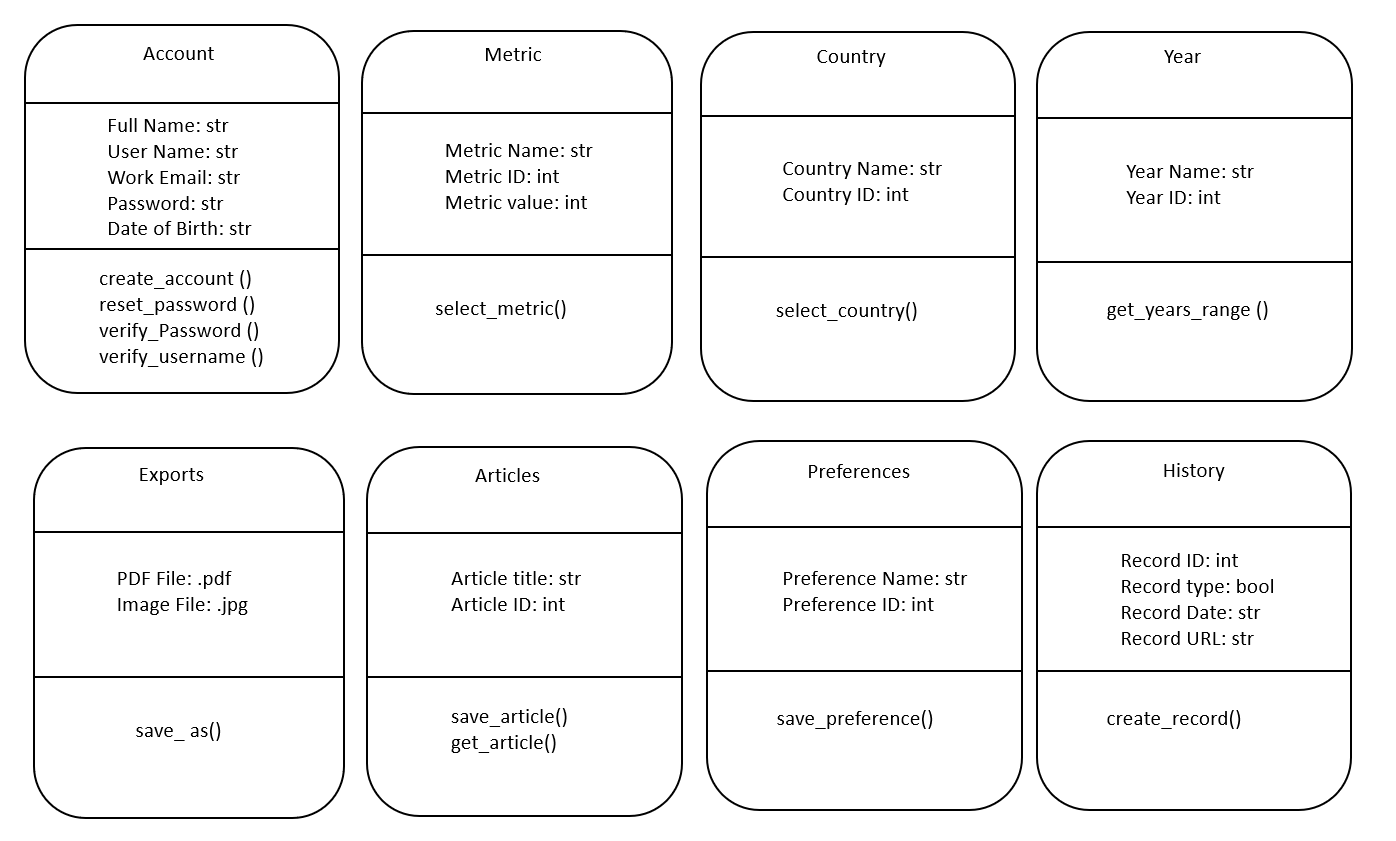 Account
Full Name: str
User Name: str
Work Email: str
Password: str
Date of Birth: str
create_account ()
reset_password ()
verify_Password ()
verify_username ()
Metric
Metric Name: str
Metric ID: int
Metric value: int
select_metric()
Country
Country Name: str
Country ID: int
select_country()
Year
Year Name: str
Year ID: int
get_years_range ()
Exports
PDF File: .pdf
Image File: .jpg
save_ as()
Articles
Article title: str
Article ID: int
save_article()
get_article()
Preferences
Preference Name: str
Preference ID: int
save_preference()
History
Record ID: int
Record type: bool
Record Date: str
Record URL: str
create_record()